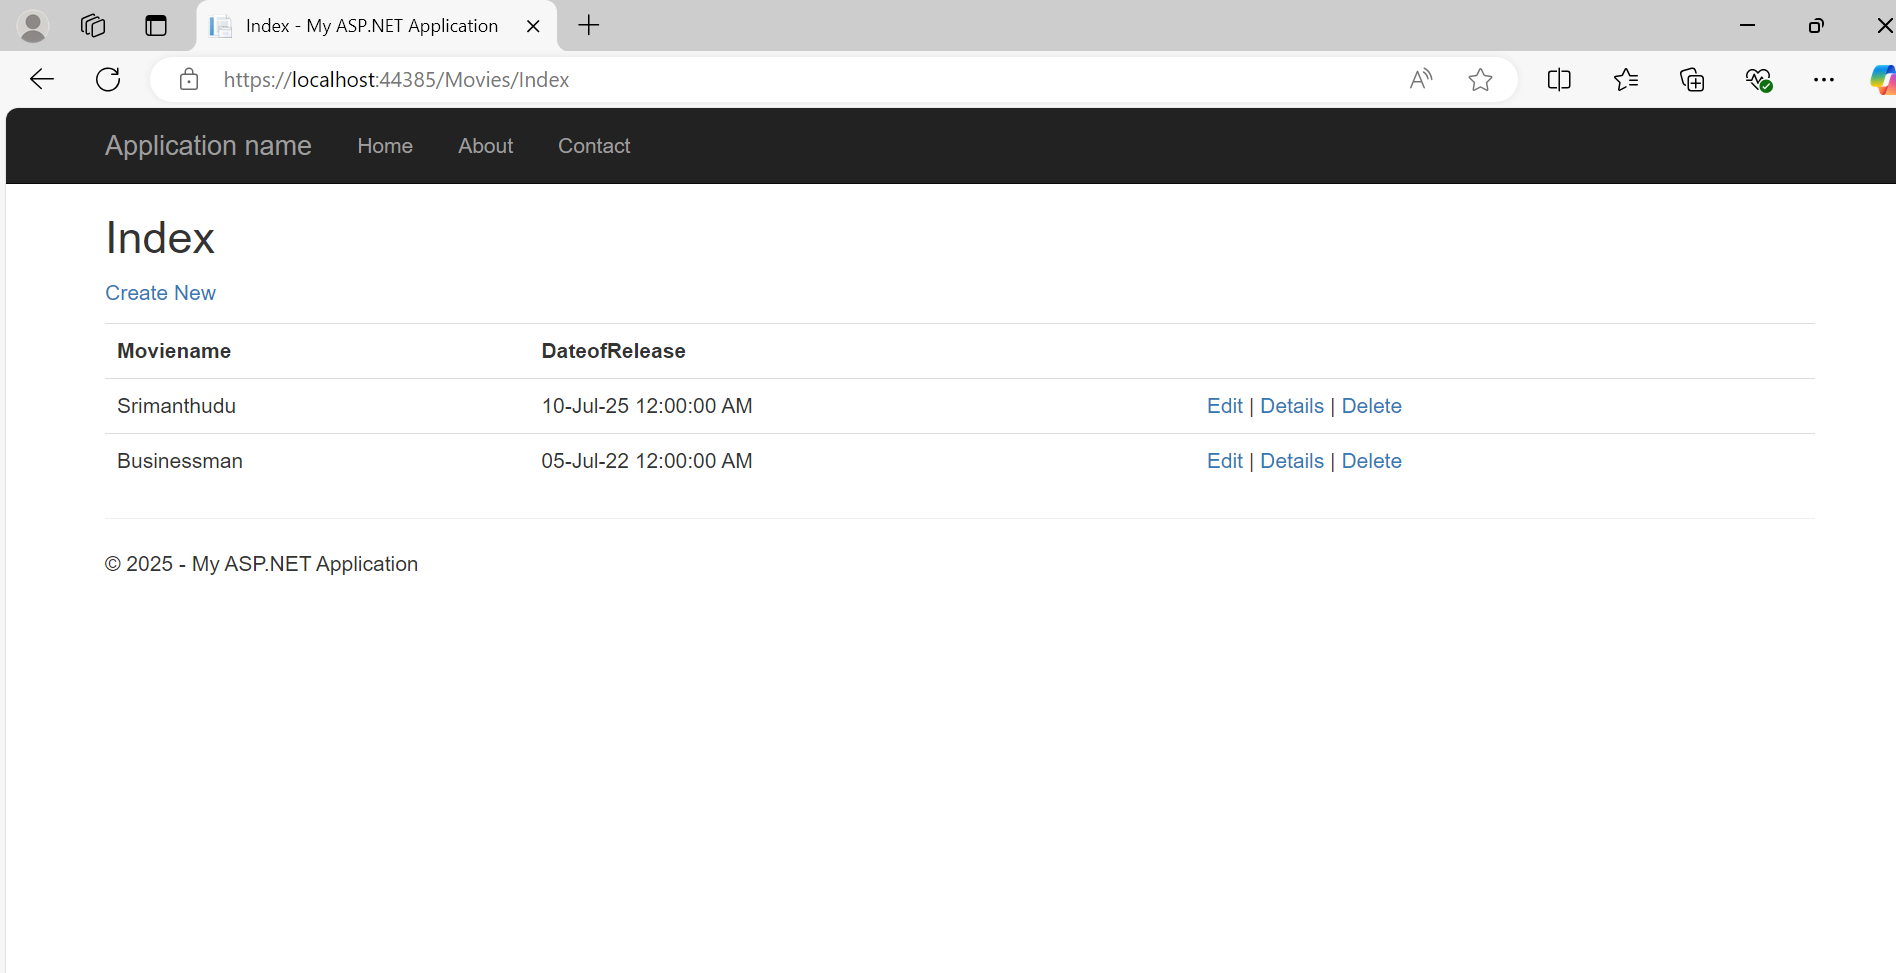 Index - My ASP.NET Application
https://localhost:44385/Movies/Index
Application name Home About Contact
Index
Create New
Moviename DateofRelease
Srimanthudu 10-Jul-25 12:00:00 AM Edit | Details | Delete
Businessman 05-Jul-22 12:00:00 AM Edit | Details | Delete
© 2025 - My ASP.NET Application